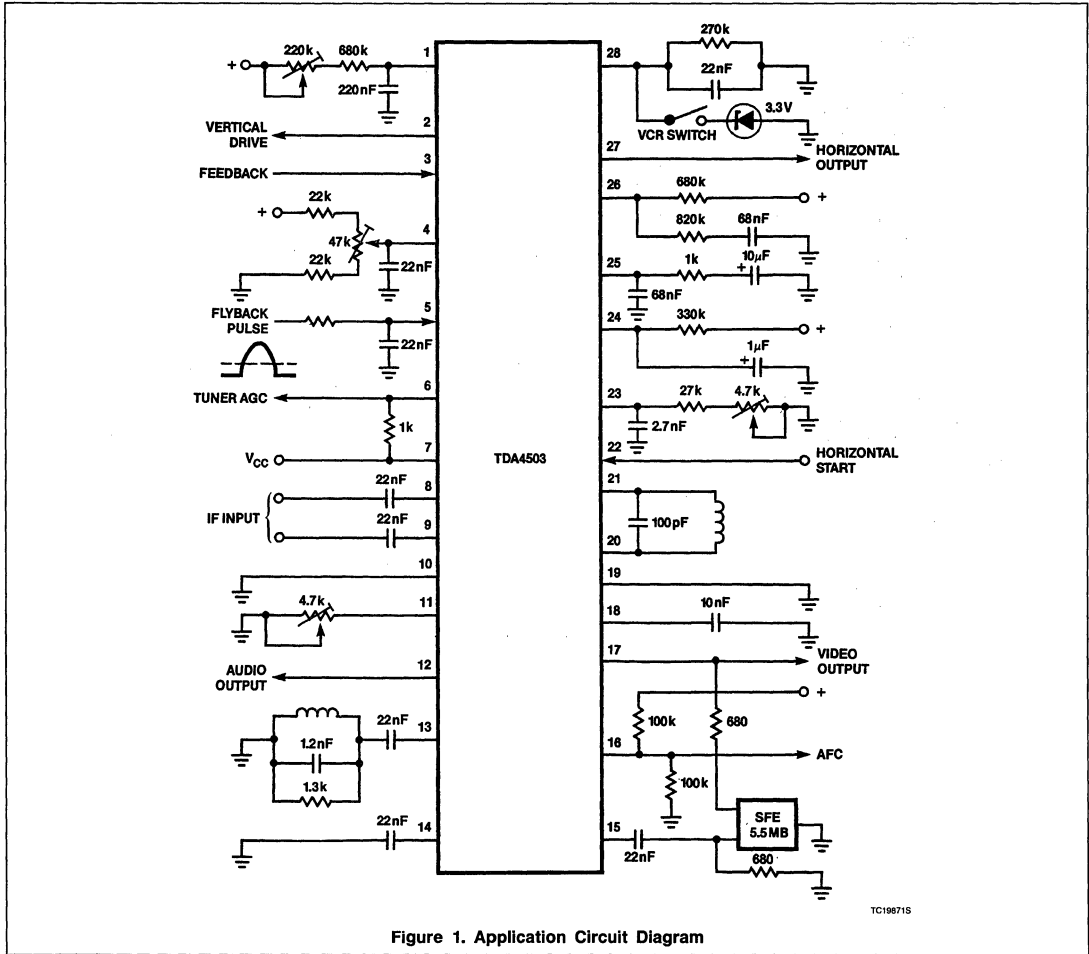 220k
680k
1
+
220nF
VERTICAL
DRIVE
2
FEEDBACK
3
22k
+
47k
4
22k
22nF
FLYBACK
PULSE
5
22nF
TUNER AGC
6
1k
VCC
7
22nF
8
IF INPUT
22nF
9
10
4.7k
11
AUDIO
OUTPUT
12
22nF
13
1.2nF
1.3k
22nF
14
TDA4503
28
270k
22nF
3.3V
VCR SWITCH
27
HORIZONTAL
OUTPUT
26
680k
+
820k
68nF
25
1k
+
10µF
68nF
24
330k
+
1µF
+
23
27k
4.7k
2.7nF
22
HORIZONTAL
START
21
100pF
20
19
18
10nF
17
VIDEO
OUTPUT
+
100k
680
16
AFC
100k
15
22nF
SFE
5.5MB
680
TC19871S
Figure 1. Application Circuit Diagram